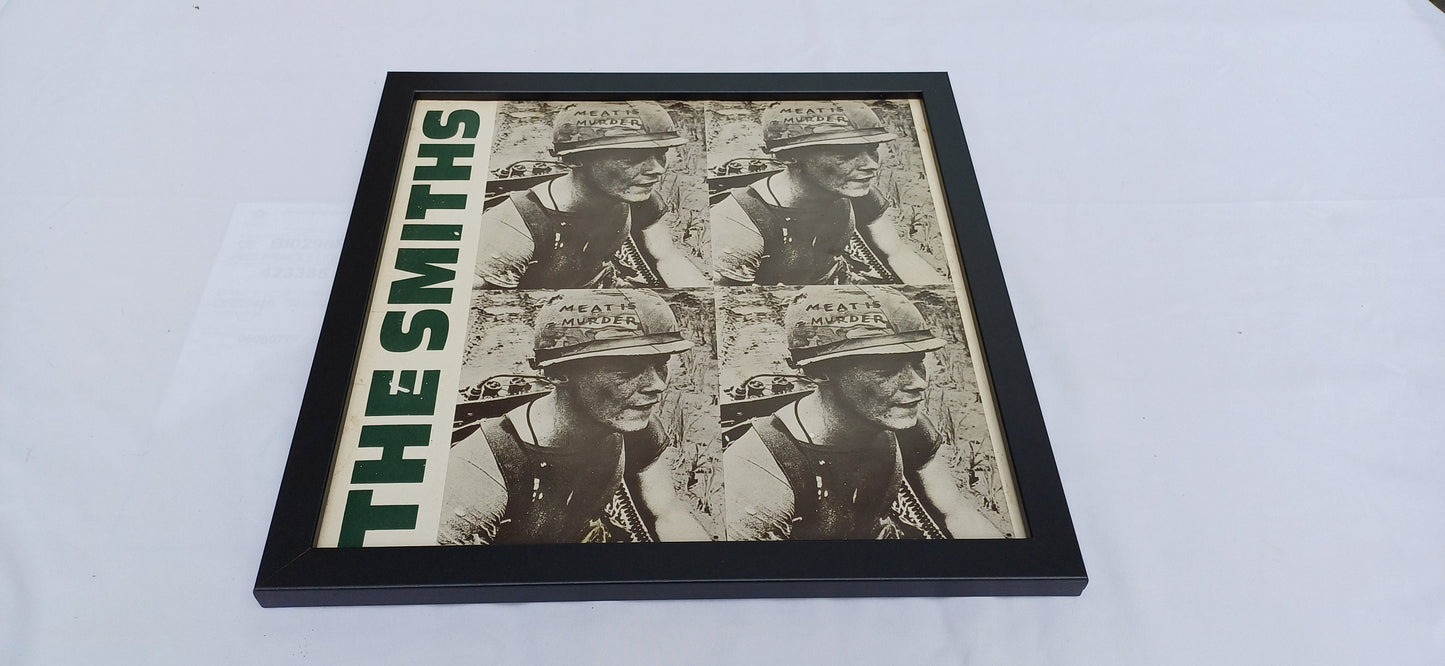 THE SMITHS
MEAT IS
MURDER
MEAT IS
MURDER
MEAT IS
MURDER
MEAT IS
MURDER